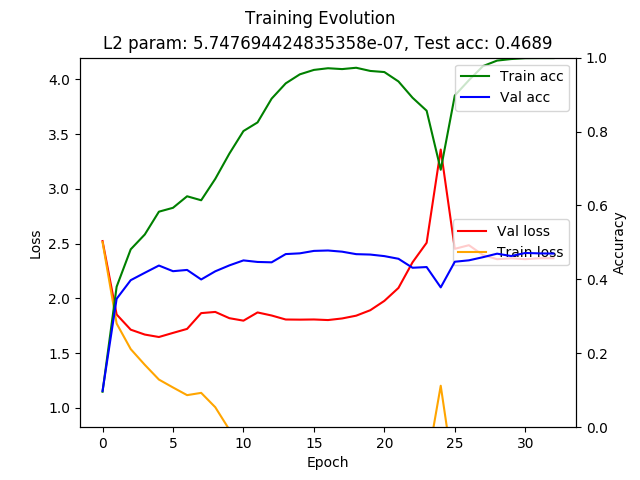 Training Evolution
L2 param: 5.747694424835358e-07, Test acc: 0.4689
Train acc
Val acc
Val loss
Train loss
Loss
4.0
3.5
3.0
2.5
2.0
1.5
1.0
1.0
0.8
0.6
0.4
0.2
0.0
Accuracy
0 5 10 15 20 25 30
Epoch